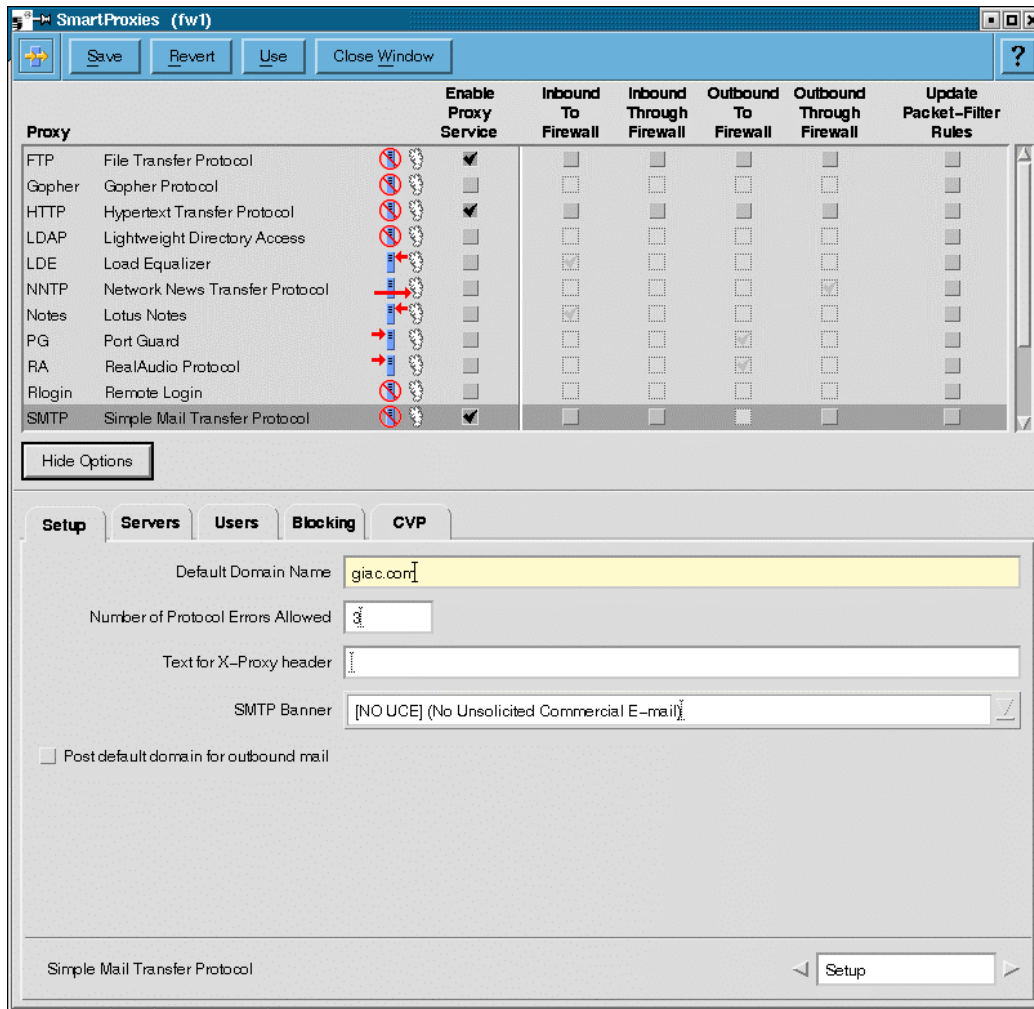 SmartProxies (fw1)
Save Revert Use Close Window ?
Proxy Enable Proxy Service Inbound To Firewall Inbound Through Firewall Outbound To Firewall Outbound Through Firewall Update Packet-Filter Rules
FTP File Transfer Protocol
Gopher Gopher Protocol
HTTP Hypertext Transfer Protocol
LDAP Lightweight Directory Access
LDE Load Equalizer
NNTP Network News Transfer Protocol
Notes Lotus Notes
PG Port Guard
RA RealAudio Protocol
Rlogin Remote Login
SMTP Simple Mail Transfer Protocol
Hide Options
Setup Servers Users Blocking CVP
Default Domain Name giac.com
Number of Protocol Errors Allowed 3
Text for X-Proxy header
SMTP Banner [NO UCE] (No Unsolicited Commercial E-mail)
Post default domain for outbound mail
Simple Mail Transfer Protocol Setup